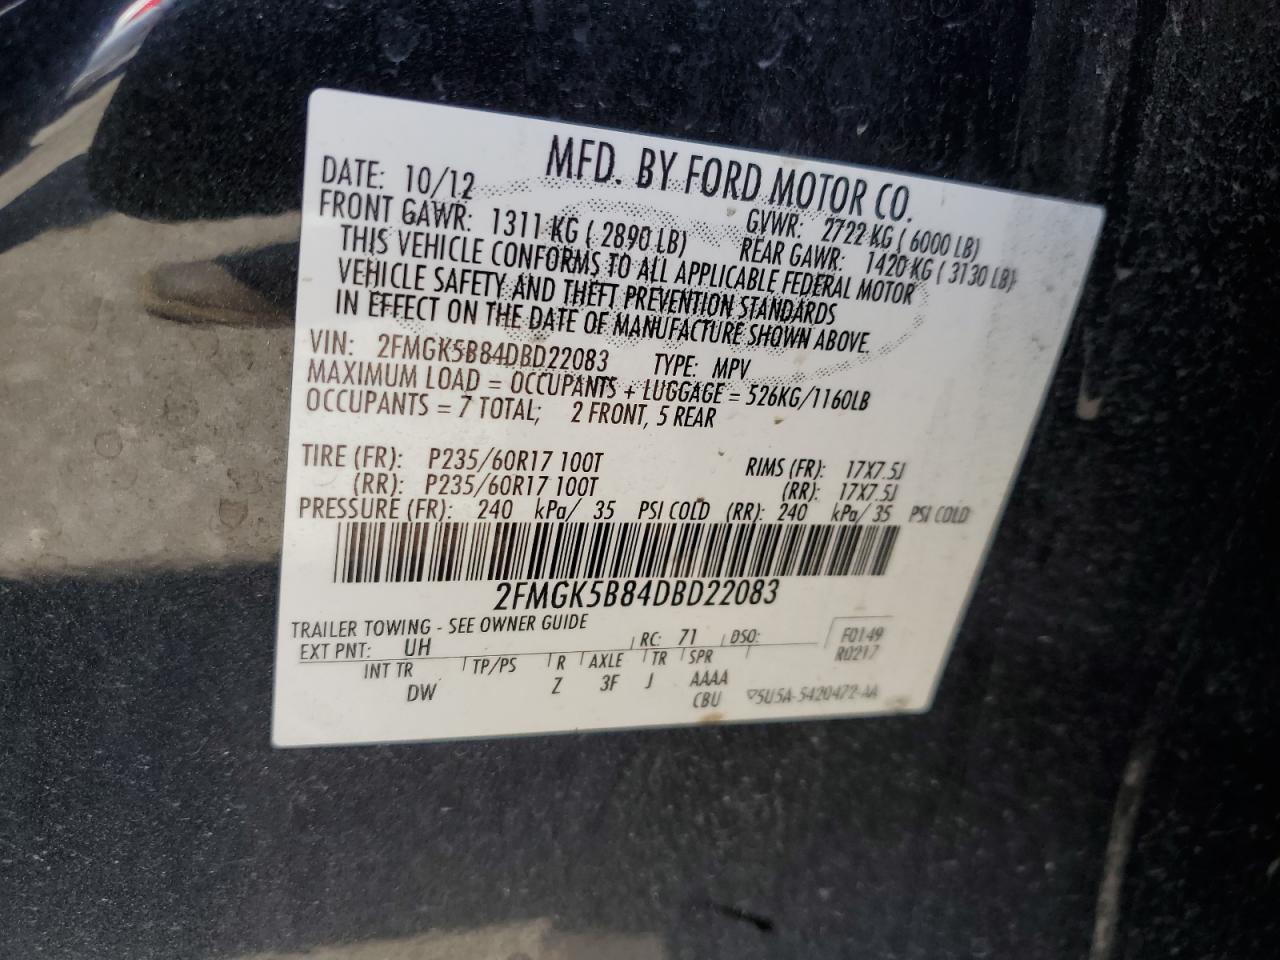 MFD. BY FORD MOTOR CO.
DATE: 10/12 GVWR: 2722 KG ( 6000 LB)
FRONT GAWR: 1311 KG ( 2890 LB) REAR GAWR: 1420 KG ( 3130 LB)
THIS VEHICLE CONFORMS TO ALL APPLICABLE FEDERAL MOTOR
VEHICLE SAFETY AND THEFT PREVENTION STANDARDS
IN EFFECT ON THE DATE OF MANUFACTURE SHOWN ABOVE.
VIN: 2FMGK5B84DBD22083 TYPE: MPV
MAXIMUM LOAD = OCCUPANTS + LUGGAGE = 526KG/1160LB
OCCUPANTS = 7 TOTAL; 2 FRONT, 5 REAR
TIRE (FR): P235/60R17 100T RIMS (FR): 17X7.5J
(RR): P235/60R17 100T (RR): 17X7.5J
PRESSURE (FR): 240 kPa/ 35 PSI COLD (RR): 240 kPa/ 35 PSI COLD
2FMGK5B84DBD22083
TRAILER TOWING - SEE OWNER GUIDE
EXT PNT: UH RC: 71 DSO: F0149
R0217
INT TR TP/PS R AXLE TR SPR
DW Z 3F J AAAA
CBU 5U5A-5420472-AA